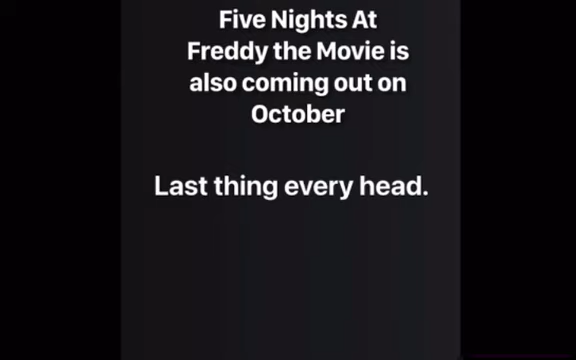 Five Nights At
Freddy the Movie is
also coming out on
October
Last thing every head.